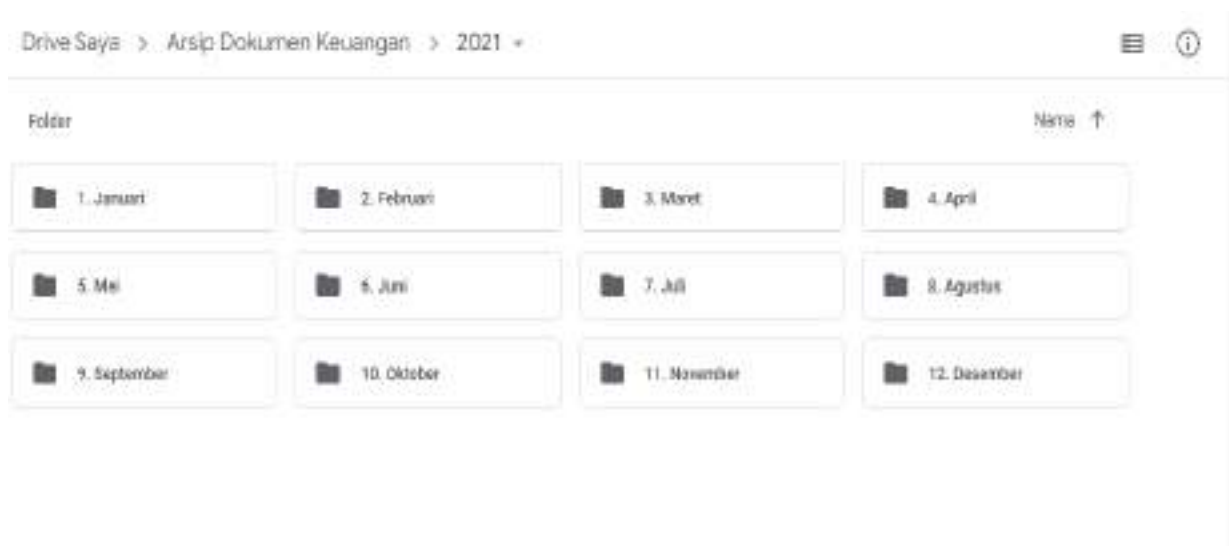 Drive Saya > Arsip Dokumen Keuangan > 2021
Folder Nama ↑
1. Januari 2. Februari 3. Maret 4. April
5. Mei 6. Juni 7. Juli 8. Agustus
9. September 10. Oktober 11. November 12. Desember